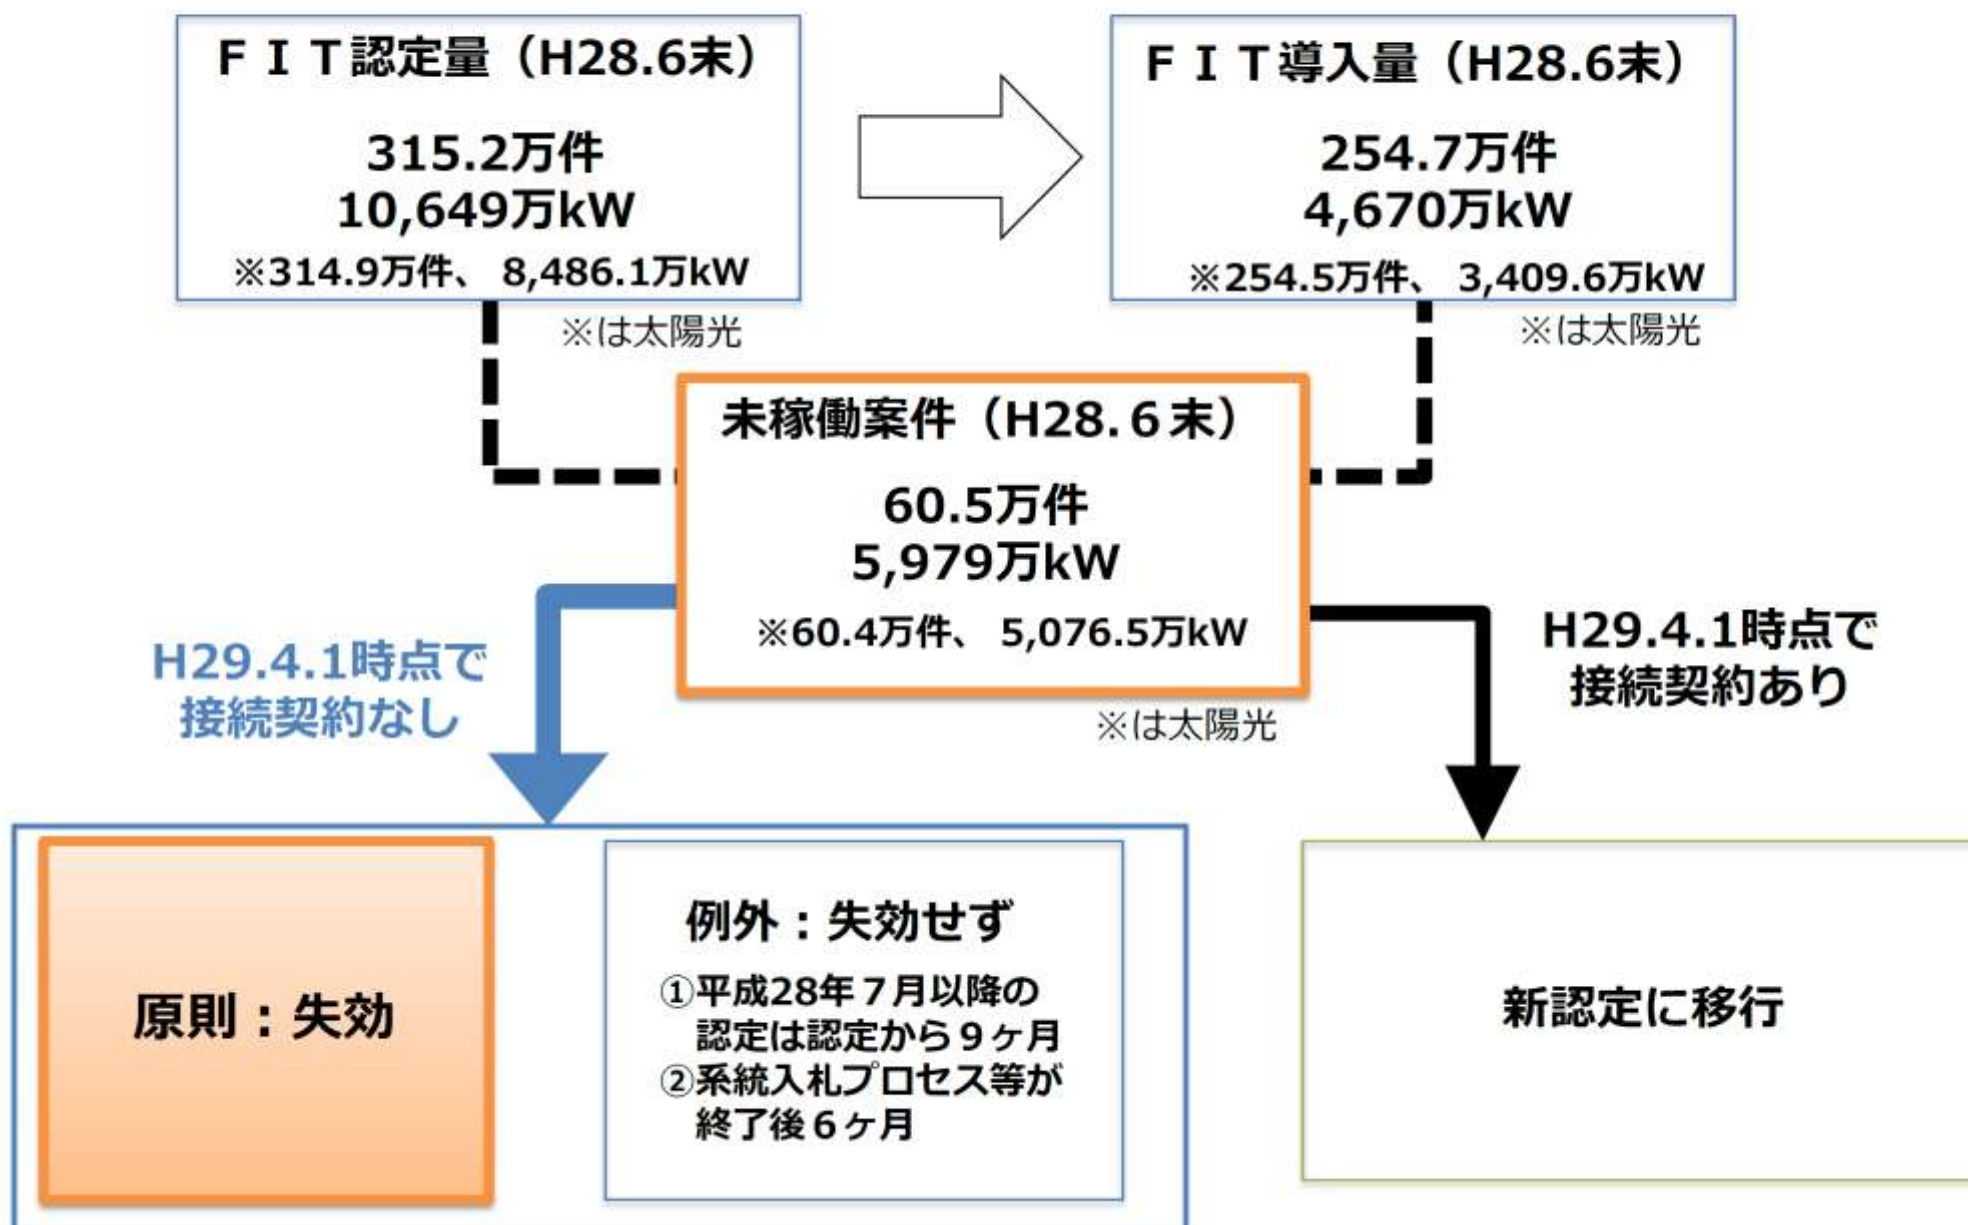 ＦＩＴ認定量（H28.6末）
315.2万件
10,649万kW
※314.9万件、 8,486.1万kW
※は太陽光
ＦＩＴ導入量（H28.6末）
254.7万件
4,670万kW
※254.5万件、 3,409.6万kW
※は太陽光
未稼働案件（H28.６末）
60.5万件
5,979万kW
※60.4万件、 5,076.5万kW
※は太陽光
H29.4.1時点で
接続契約なし
H29.4.1時点で
接続契約あり
原則：失効
例外：失効せず
①平成28年７月以降の
認定は認定から９ヶ月
②系統入札プロセス等が
終了後６ヶ月
新認定に移行